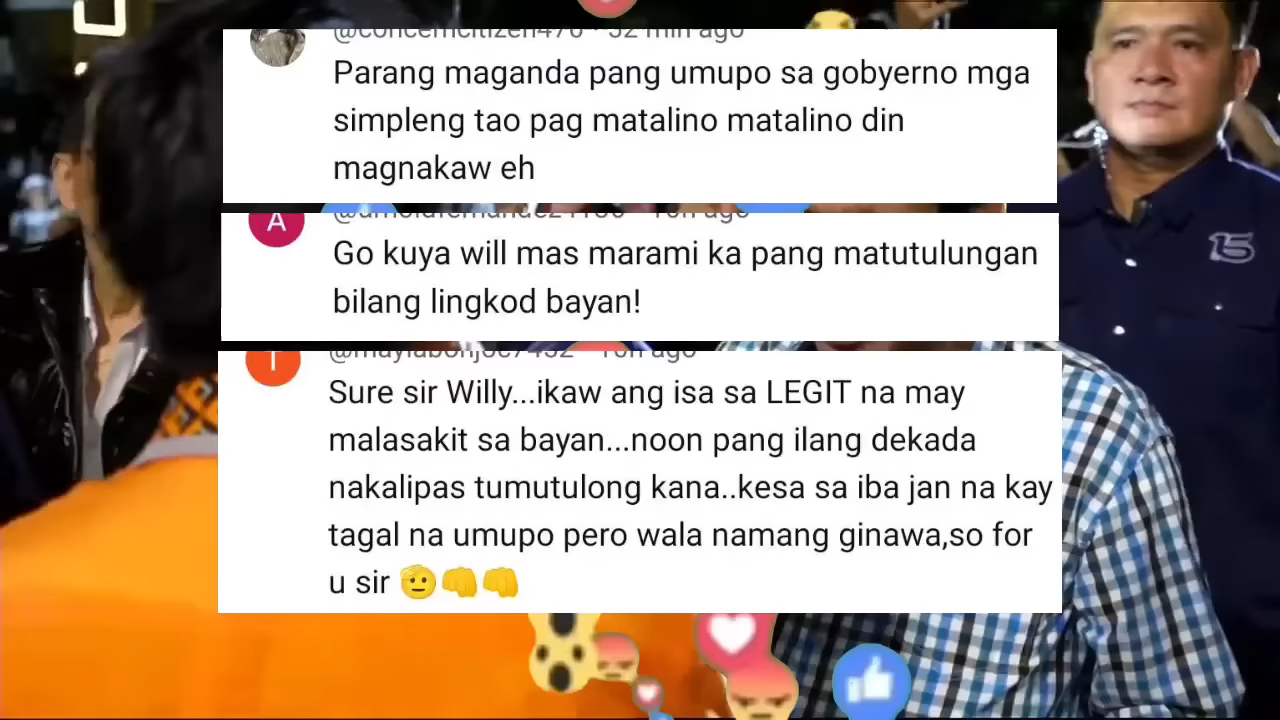 Parang maganda pang umupo sa gobyerno mga
simpleng tao pag matalino matalino din
magnakaw eh
A
Go kuya will mas marami ka pang matutulungan
bilang lingkod bayan!
Sure sir Willy...ikaw ang isa sa LEGIT na may
malasakit sa bayan...noon pang ilang dekada
nakalipas tumutulong kana..kesa sa iba jan na kay
tagal na umupo pero wala namang ginawa,so for
u sir 🫡👊👊
15